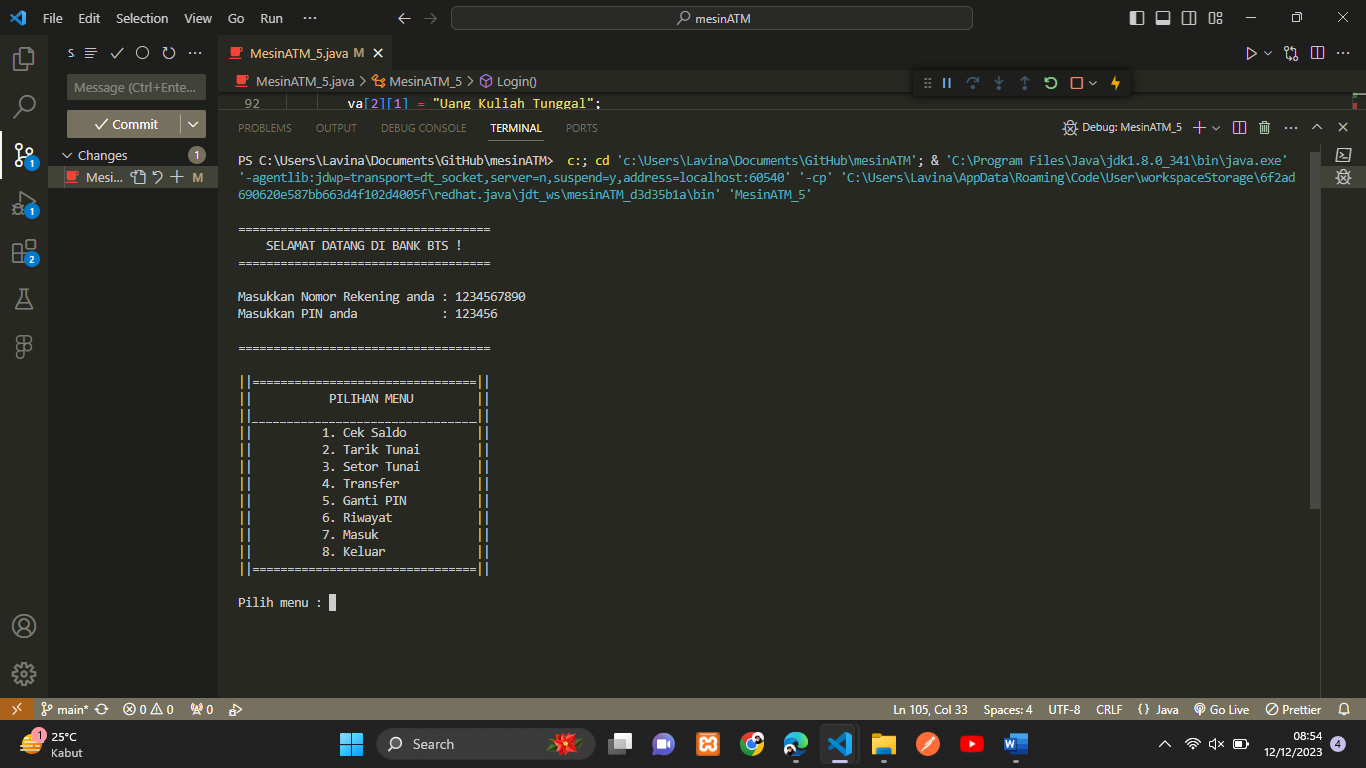 File Edit Selection View Go Run ··· mesinATM
S. MesinATM_5.java M
Message (Ctrl+Ente... MesinATM_5.java > MesinATM_5 > Login()
92 va[2][1] = "Uang Kuliah Tunggal";
Commit
PROBLEMS OUTPUT DEBUG CONSOLE TERMINAL PORTS Debug: MesinATM_5
Changes 1
Mesi... M
1
1
2
PS C:\Users\Lavina\Documents\GitHub\mesinATM> c:; cd 'c:\Users\Lavina\Documents\GitHub\mesinATM'; & 'C:\Program Files\Java\jdk1.8.0_341\bin\java.exe'
'-agentlib:jdwp=transport=dt_socket,server=n,suspend=y,address=localhost:60540' '-cp' 'C:\Users\Lavina\AppData\Roaming\Code\User\workspaceStorage\6f2ad
690620e587bb663d4f102d4005f\redhat.java\jdt_ws\mesinATM_d3d35b1a\bin' 'MesinATM_5'
====================================
SELAMAT DATANG DI BANK BTS !
====================================
Masukkan Nomor Rekening anda : 1234567890
Masukkan PIN anda : 123456
====================================
||================================||
|| PILIHAN MENU ||
||________________________________||
|| 1. Cek Saldo ||
|| 2. Tarik Tunai ||
|| 3. Setor Tunai ||
|| 4. Transfer ||
|| 5. Ganti PIN ||
|| 6. Riwayat ||
|| 7. Masuk ||
|| 8. Keluar ||
||================================||
Pilih menu :
main* 0 0 0 Ln 105, Col 33 Spaces: 4 UTF-8 CRLF {} Java Go Live Prettier
1 25°C
Kabut
Search
08:54
12/12/2023 4